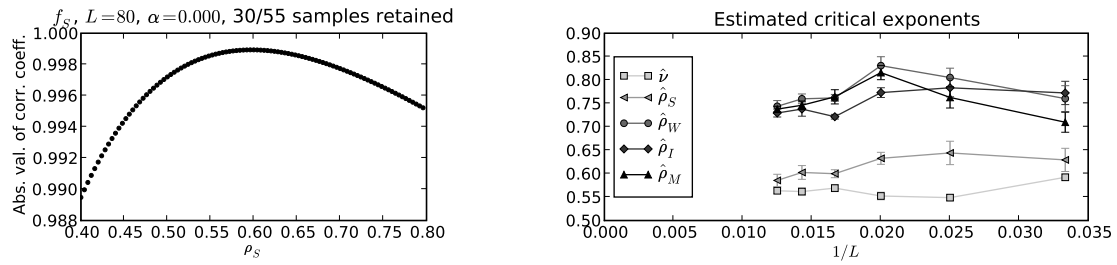 f_S, L=80, α=0.000, 30/55 samples retained
Abs. val. of corr. coeff.
1.000
0.998
0.996
0.994
0.992
0.990
0.988
0.40 0.45 0.50 0.55 0.60 0.65 0.70 0.75 0.80
ρ_S
Estimated critical exponents
0.90
0.85
0.80
0.75
0.70
0.65
0.60
0.55
0.50
ν̂
ρ̂_S
ρ̂_W
ρ̂_I
ρ̂_M
0.000 0.005 0.010 0.015 0.020 0.025 0.030 0.035
1/L